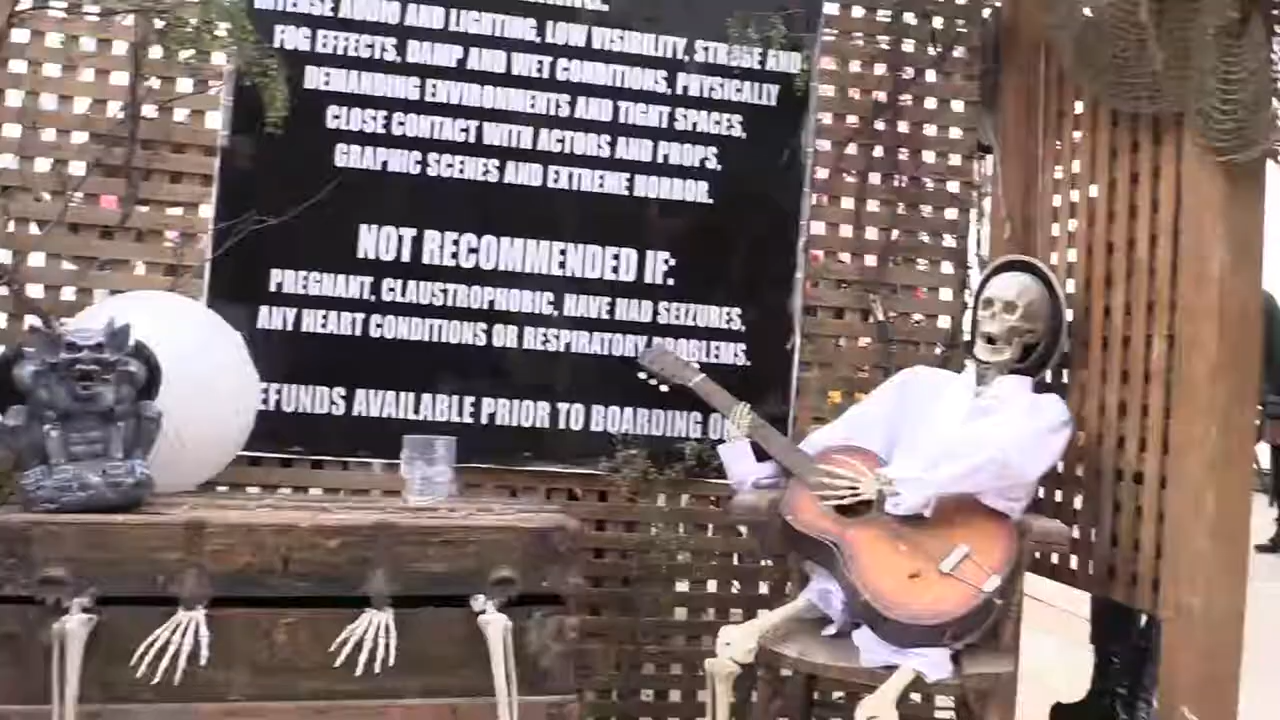 INTENSE AUDIO AND LIGHTING, LOW VISIBILITY, STROBE AND
FOG EFFECTS, DAMP AND WET CONDITIONS, PHYSICALLY
DEMANDING ENVIRONMENTS AND TIGHT SPACES,
CLOSE CONTACT WITH ACTORS AND PROPS,
GRAPHIC SCENES AND EXTREME HORROR.
NOT RECOMMENDED IF:
PREGNANT, CLAUSTROPHOBIC, HAVE HAD SEIZURES,
ANY HEART CONDITIONS OR RESPIRATORY PROBLEMS.
EFUNDS AVAILABLE PRIOR TO BOARDING